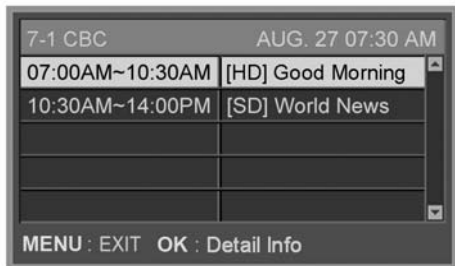 7-1 CBC AUG. 27 07:30 AM
07:00AM~10:30AM [HD] Good Morning
10:30AM~14:00PM [SD] World News
MENU : EXIT OK : Detail Info